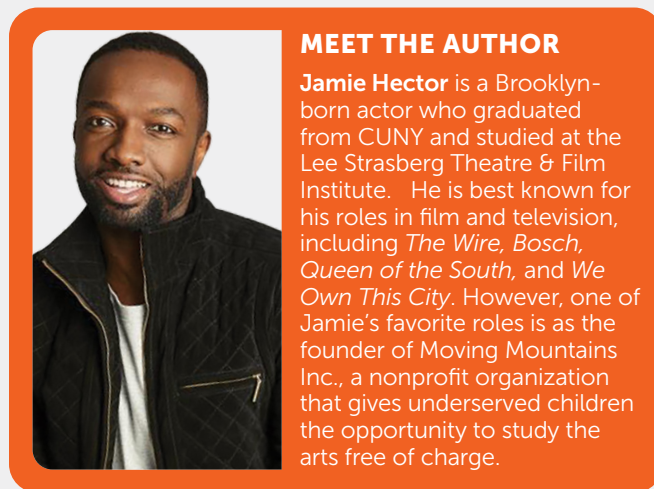 MEET THE AUTHOR
Jamie Hector is a Brooklyn-
born actor who graduated
from CUNY and studied at the
Lee Strasberg Theatre & Film
Institute.   He is best known for
his roles in film and television,
including The Wire, Bosch,
Queen of the South, and We
Own This City. However, one of
Jamie’s favorite roles is as the
founder of Moving Mountains
Inc., a nonprofit organization
that gives underserved children
the opportunity to study the
arts free of charge.